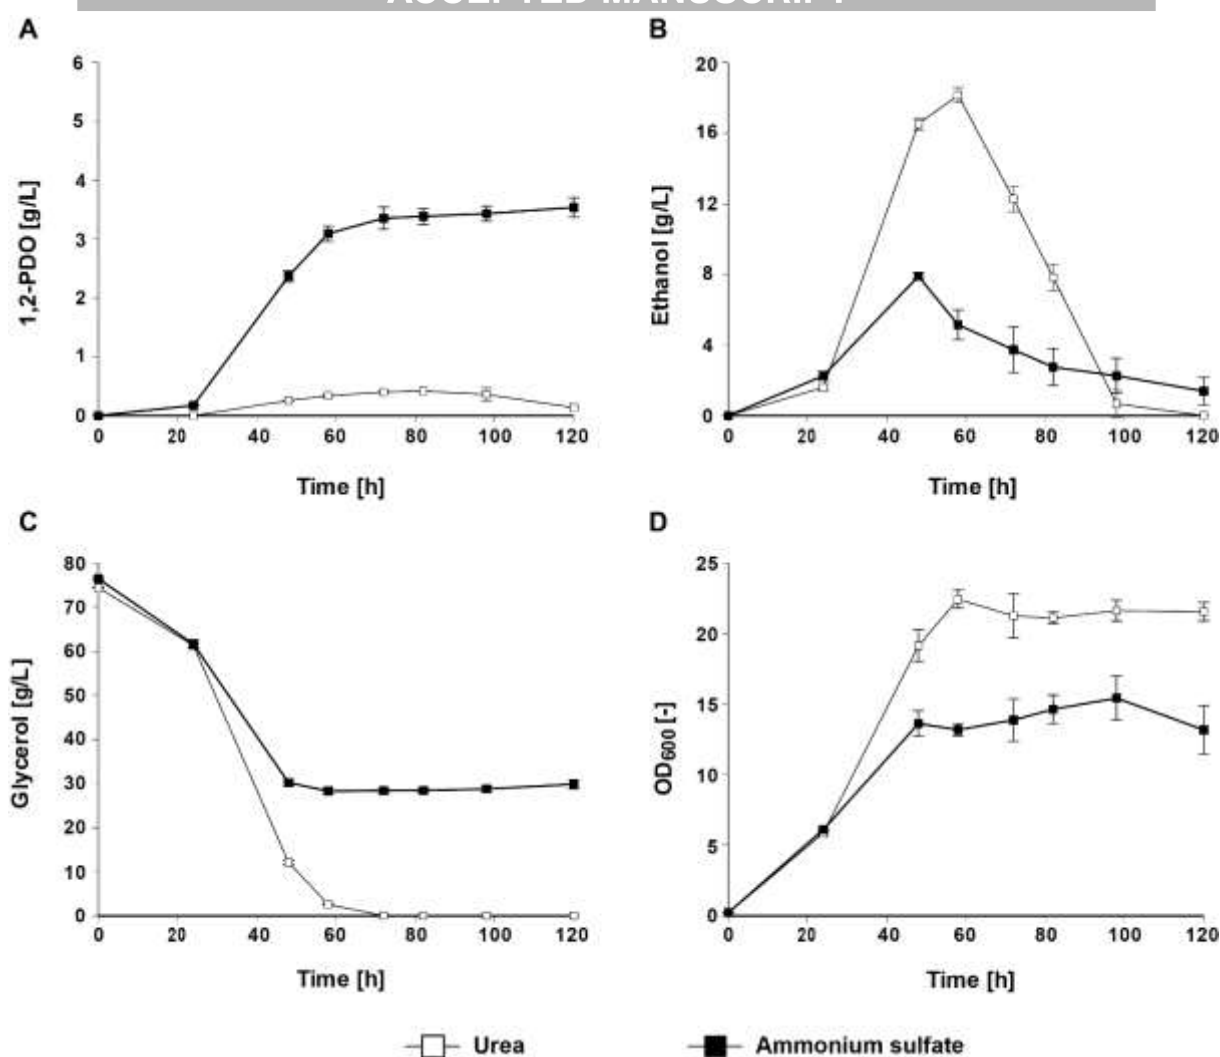 ACCEPTED MANUSCRIPT
A
B
6
5
4
3
2
1
0
1,2-PDO [g/L]
0 20 40 60 80 100 120
Time [h]
20
16
12
8
4
0
Ethanol [g/L]
0 20 40 60 80 100 120
Time [h]
C
D
80
70
60
50
40
30
20
10
0
Glycerol [g/L]
0 20 40 60 80 100 120
Time [h]
25
20
15
10
5
0
OD600 [-]
0 20 40 60 80 100 120
Time [h]
Urea
Ammonium sulfate